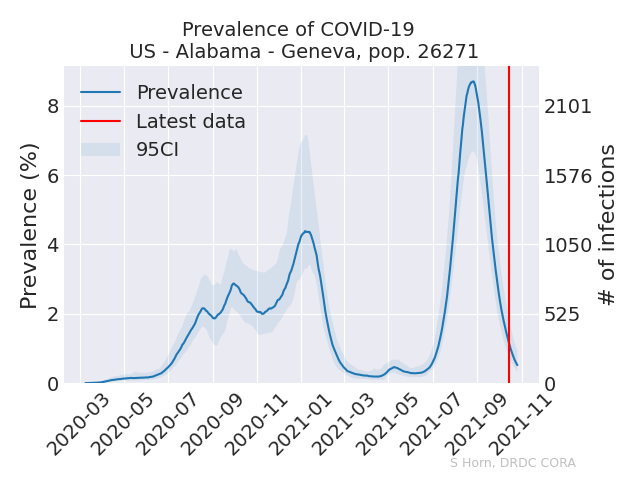 Prevalence of COVID-19
US - Alabama - Geneva, pop. 26271
Prevalence
Latest data
95CI
Prevalence (%)
8
6
4
2
0
2101
1576
1050
525
0
# of infections
2020-03
2020-05
2020-07
2020-09
2020-11
2021-01
2021-03
2021-05
2021-07
2021-09
2021-11
S Horn, DRDC CORA